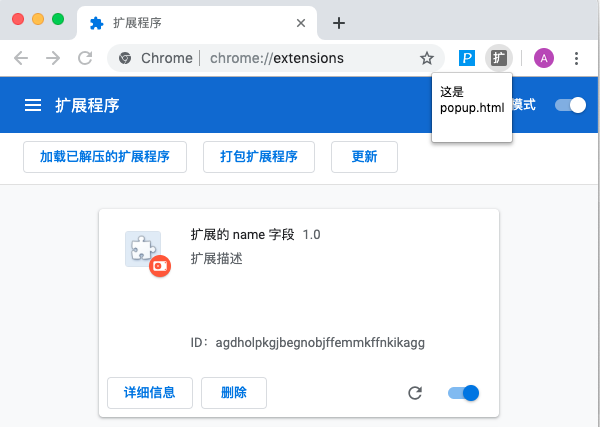 扩展程序
Chrome | chrome://extensions
P
扩
A
扩展程序
模式
这是
popup.html
加载已解压的扩展程序
打包扩展程序
更新
扩展的 name 字段 1.0
扩展描述
ID：agdholpkgjbegnobjffemmkffnkikagg
详细信息
删除